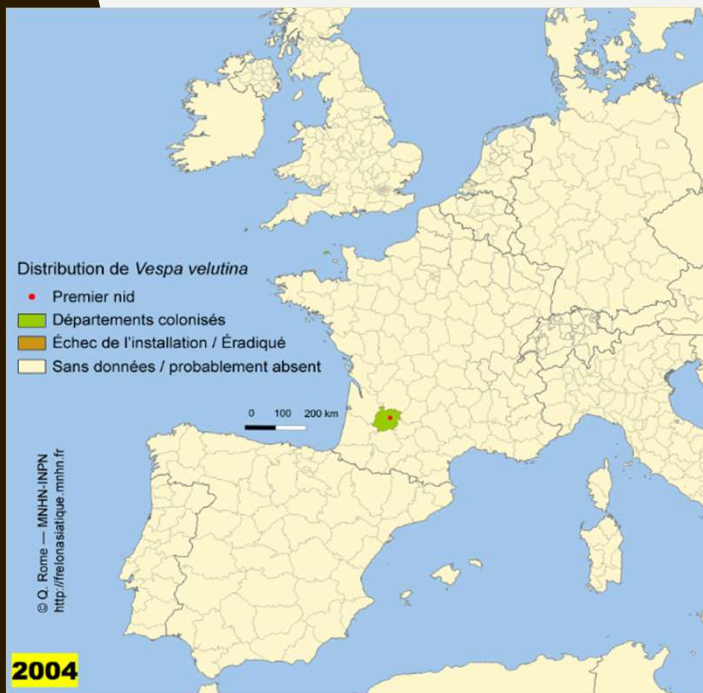 Distribution de Vespa velutina
Premier nid
Départements colonisés
Échec de l'installation / Éradiqué
Sans données / probablement absent
0 100 200 km
© Q. Rome — MNHN-INPN
http://frelonasiatique.mnhn.fr
2004